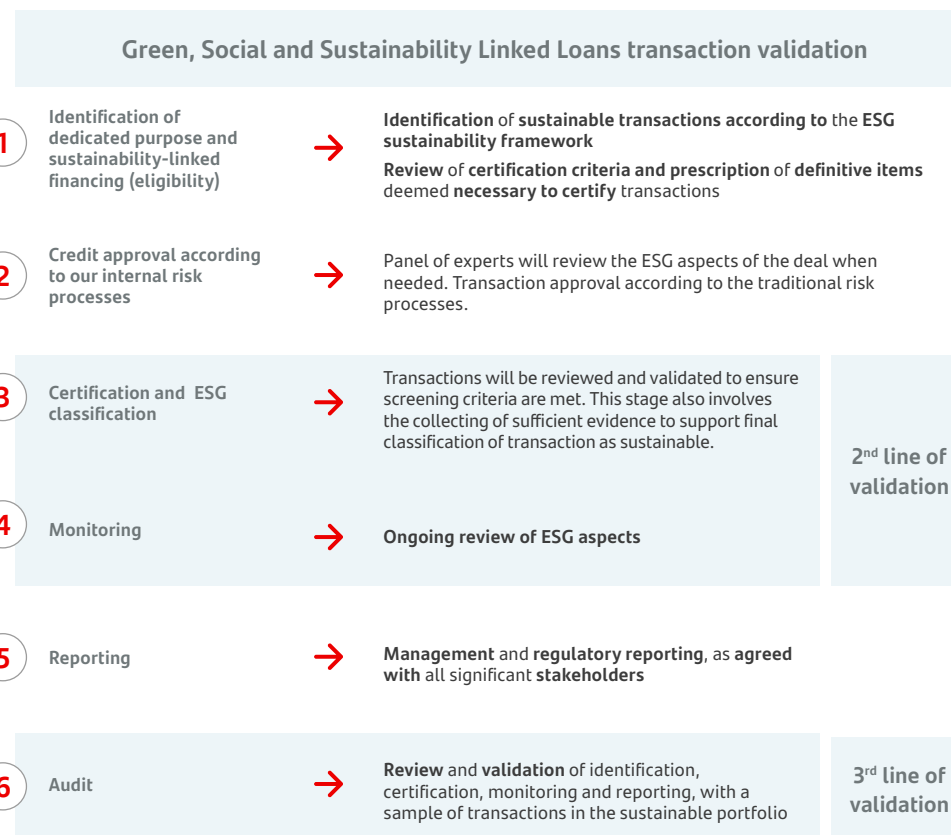 Green, Social and Sustainability Linked Loans transaction validation
1
Identification of
dedicated purpose and
sustainability-linked
financing (eligibility)
Identification of sustainable transactions according to the ESG
sustainability framework
Review of certification criteria and prescription of definitive items
deemed necessary to certify transactions
2
Credit approval according
to our internal risk
processes
Panel of experts will review the ESG aspects of the deal when
needed. Transaction approval according to the traditional risk
processes.
3
Certification and ESG
classification
Transactions will be reviewed and validated to ensure
screening criteria are met. This stage also involves
the collecting of sufficient evidence to support final
classification of transaction as sustainable.
2nd line of
validation
4
Monitoring
Ongoing review of ESG aspects
5
Reporting
Management and regulatory reporting, as agreed
with all significant stakeholders
6
Audit
Review and validation of identification,
certification, monitoring and reporting, with a
sample of transactions in the sustainable portfolio
3rd line of
validation